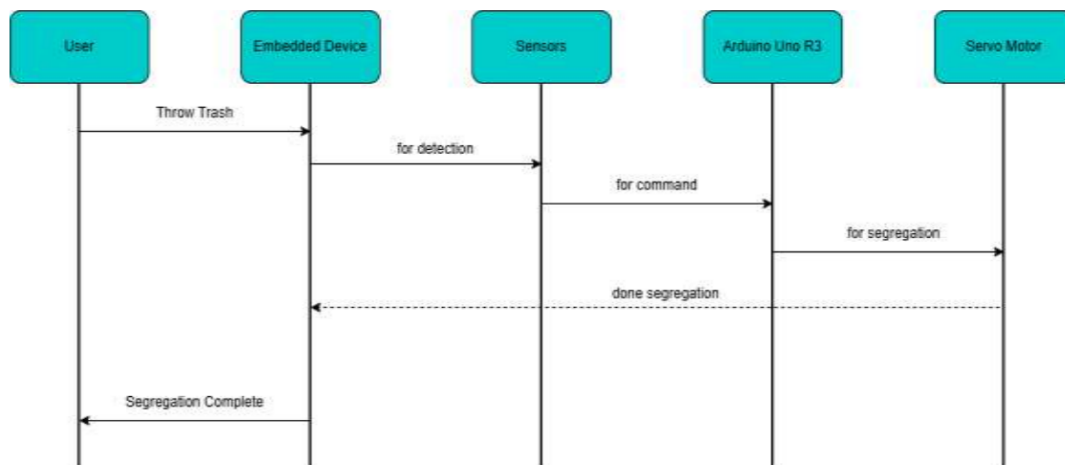 User
Embedded Device
Sensors
Arduino Uno R3
Servo Motor
Throw Trash
for detection
for command
for segregation
done segregation
Segregation Complete